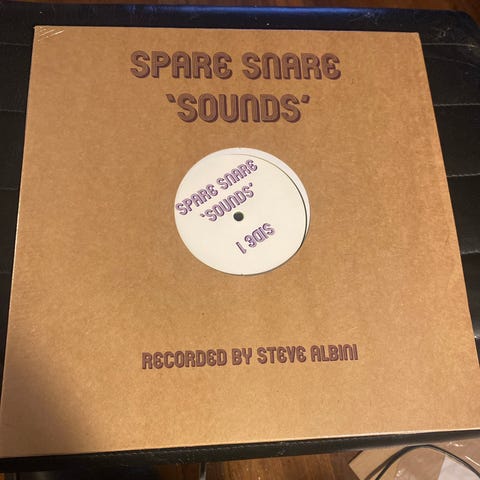 SPARE SNARE
'SOUNDS'
SPARE SNARE
'SOUNDS'
SIDE 1
RECORDED BY STEVE ALBINI